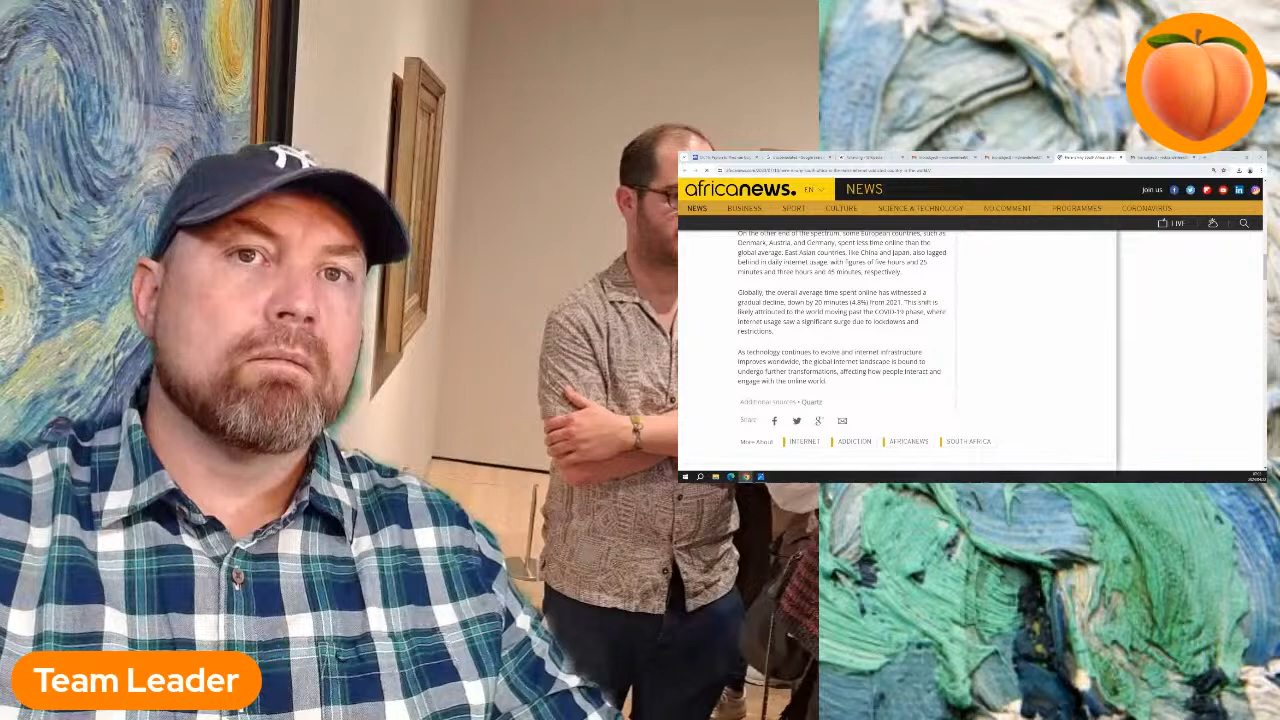 africanews.
EN
NEWS
Join us
NEWS
BUSINESS
SPORT
CULTURE
SCIENCE & TECHNOLOGY
NO COMMENT
PROGRAMMES
CORONAVIRUS
LIVE
On the other end of the spectrum, some European countries, such as
Denmark, Austria, and Germany, spent less time online than the
global average. East Asian countries, like China and Japan, also lagged
behind in daily internet usage, with figures of five hours and 25
minutes and three hours and 45 minutes, respectively.
Globally, the overall average time spent online has witnessed a
gradual decline, down by 20 minutes (4.8%) from 2021. This shift is
likely attributed to the world moving past the COVID-19 phase, where
internet usage saw a significant surge due to lockdowns and
restrictions.
As technology continues to evolve and internet infrastructure
improves worldwide, the global internet landscape is bound to
undergo further transformations, affecting how people interact and
engage with the online world.
Additional sources • Quartz
Share
More About
INTERNET
ADDICTION
AFRICANEWS
SOUTH AFRICA
Team Leader